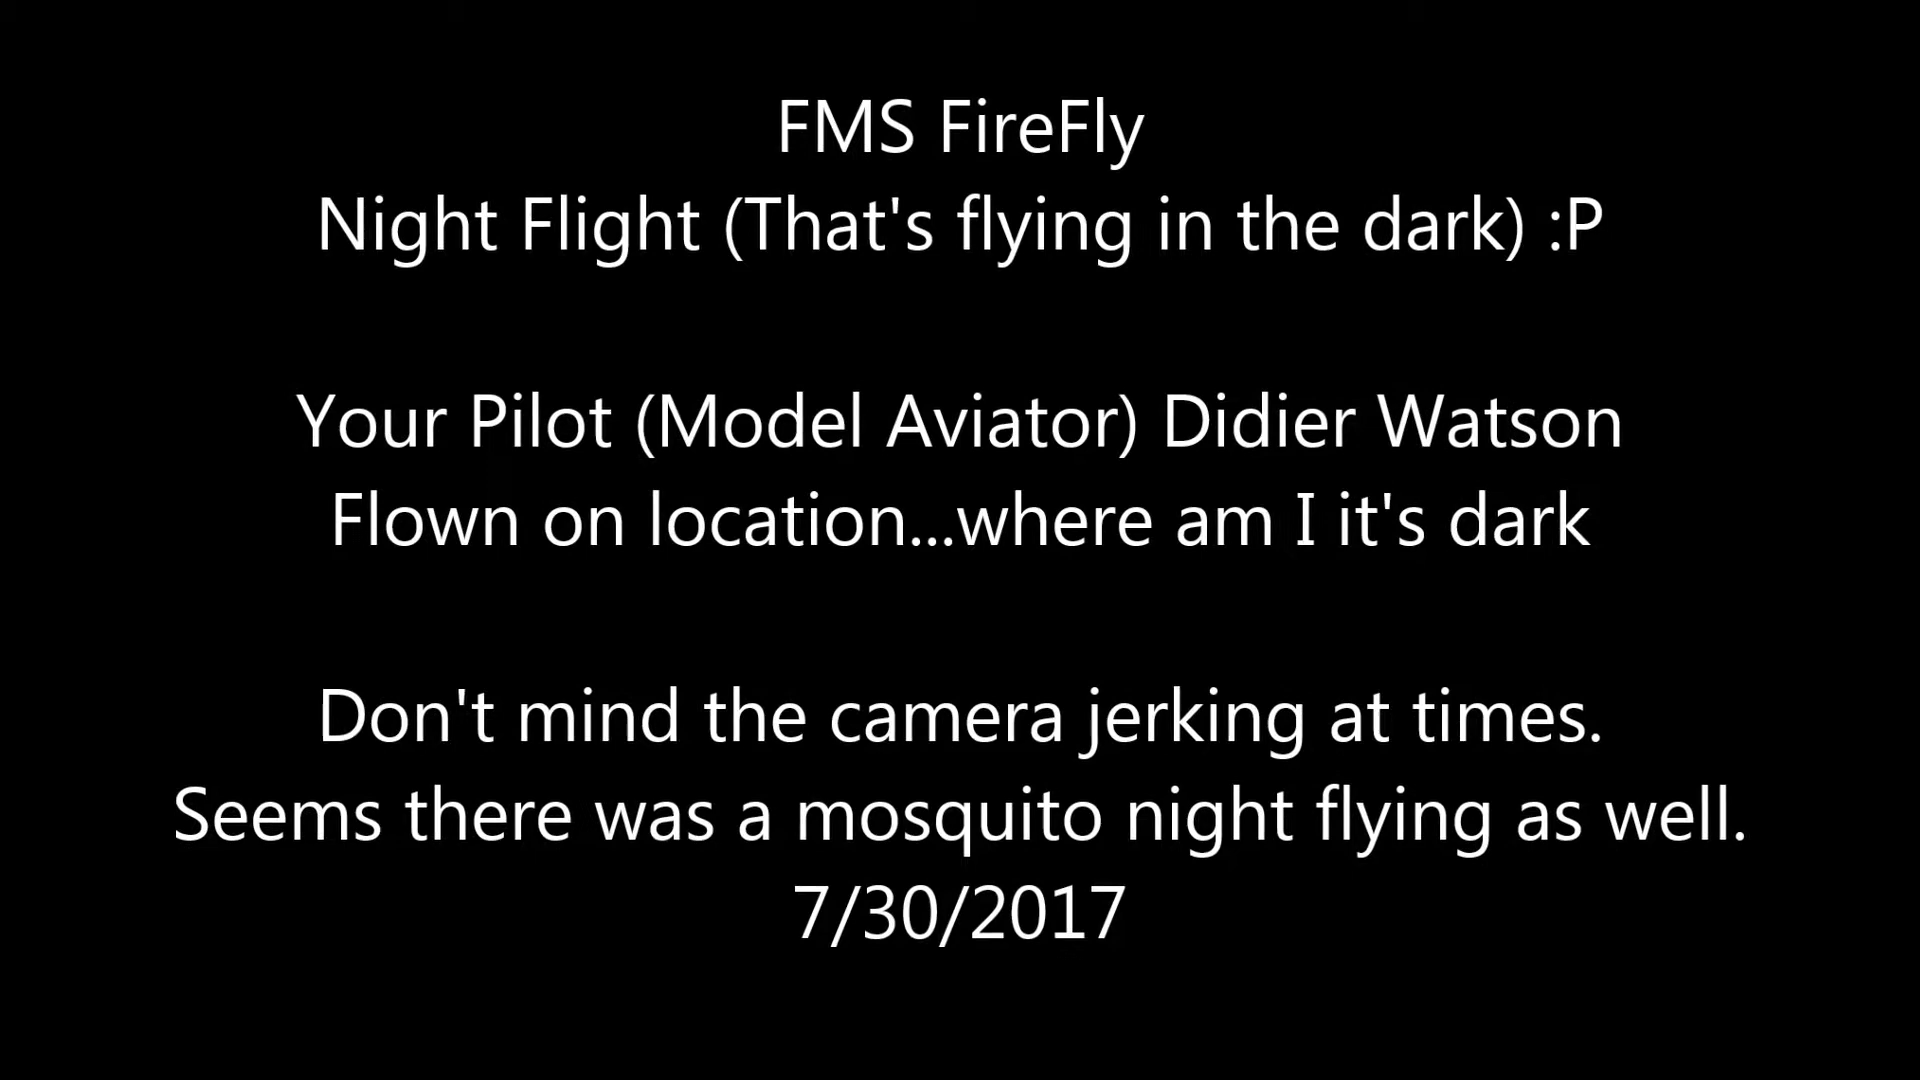 FMS FireFly
Night Flight (That's flying in the dark) :P
Your Pilot (Model Aviator) Didier Watson
Flown on location...where am I it's dark
Don't mind the camera jerking at times.
Seems there was a mosquito night flying as well.
7/30/2017